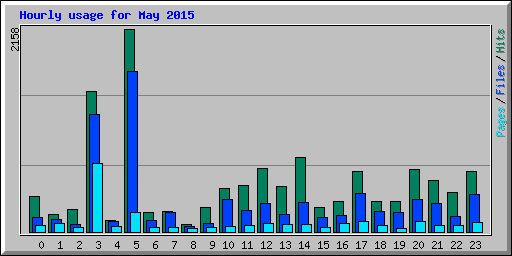 Hourly usage for May 2015
2158
Pages/Files/Hits
0 1 2 3 4 5 6 7 8 9 10 11 12 13 14 15 16 17 18 19 20 21 22 23